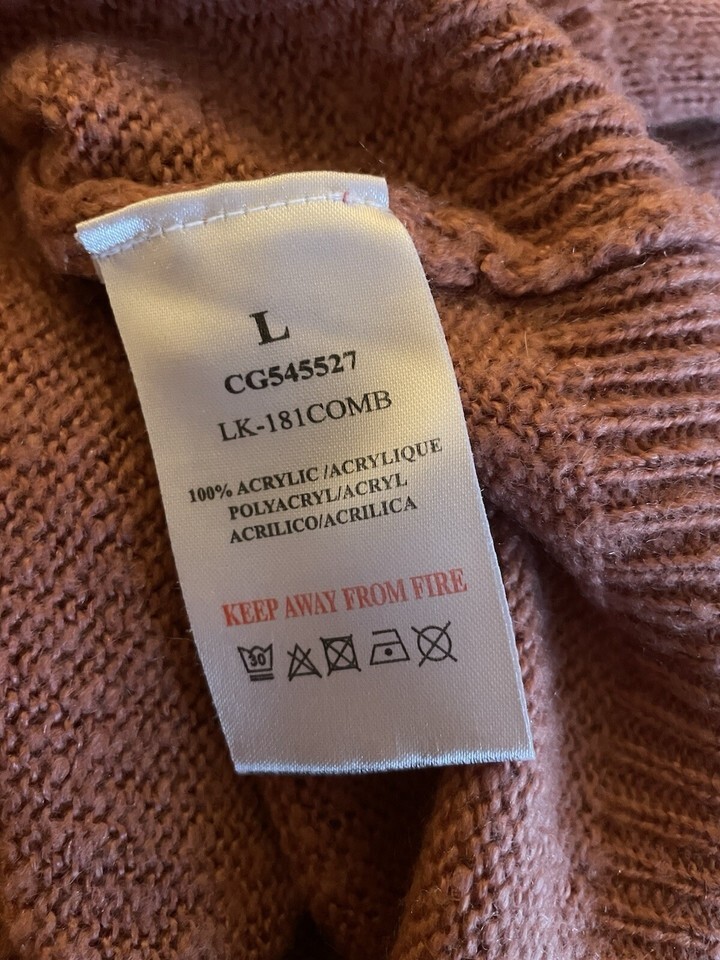 L
CG545527
LK-181COMB
100% ACRYLIC /ACRYLIQUE
POLYACRYL/ACRYL
ACRILICO/ACRILICA
KEEP AWAY FROM FIRE
30